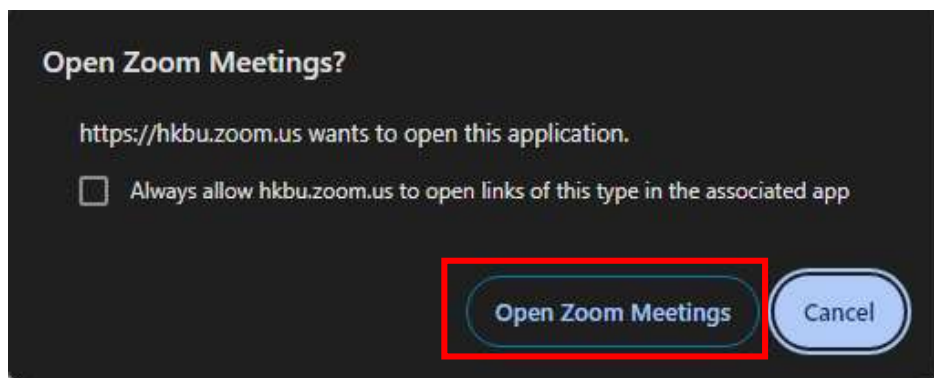 Open Zoom Meetings?
https://hkbu.zoom.us wants to open this application.
Always allow hkbu.zoom.us to open links of this type in the associated app
Open Zoom Meetings
Cancel